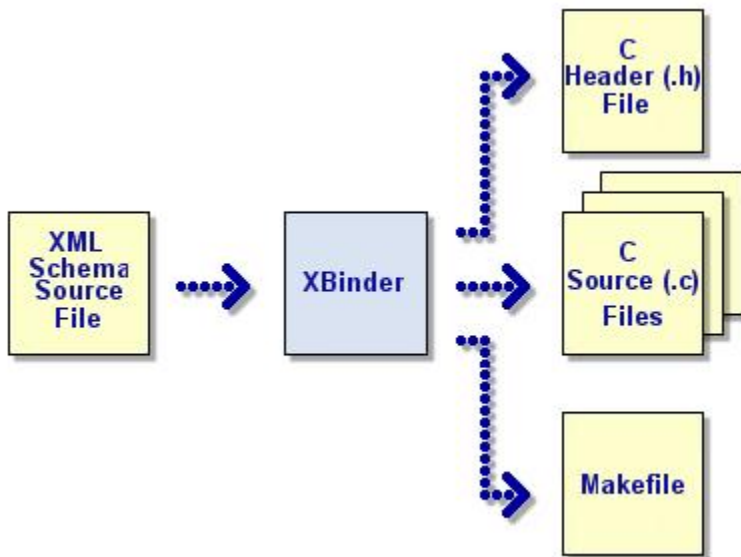 XML
Schema
Source
File
XBinder
C
Header (.h)
File
C
Source (.c)
Files
Makefile